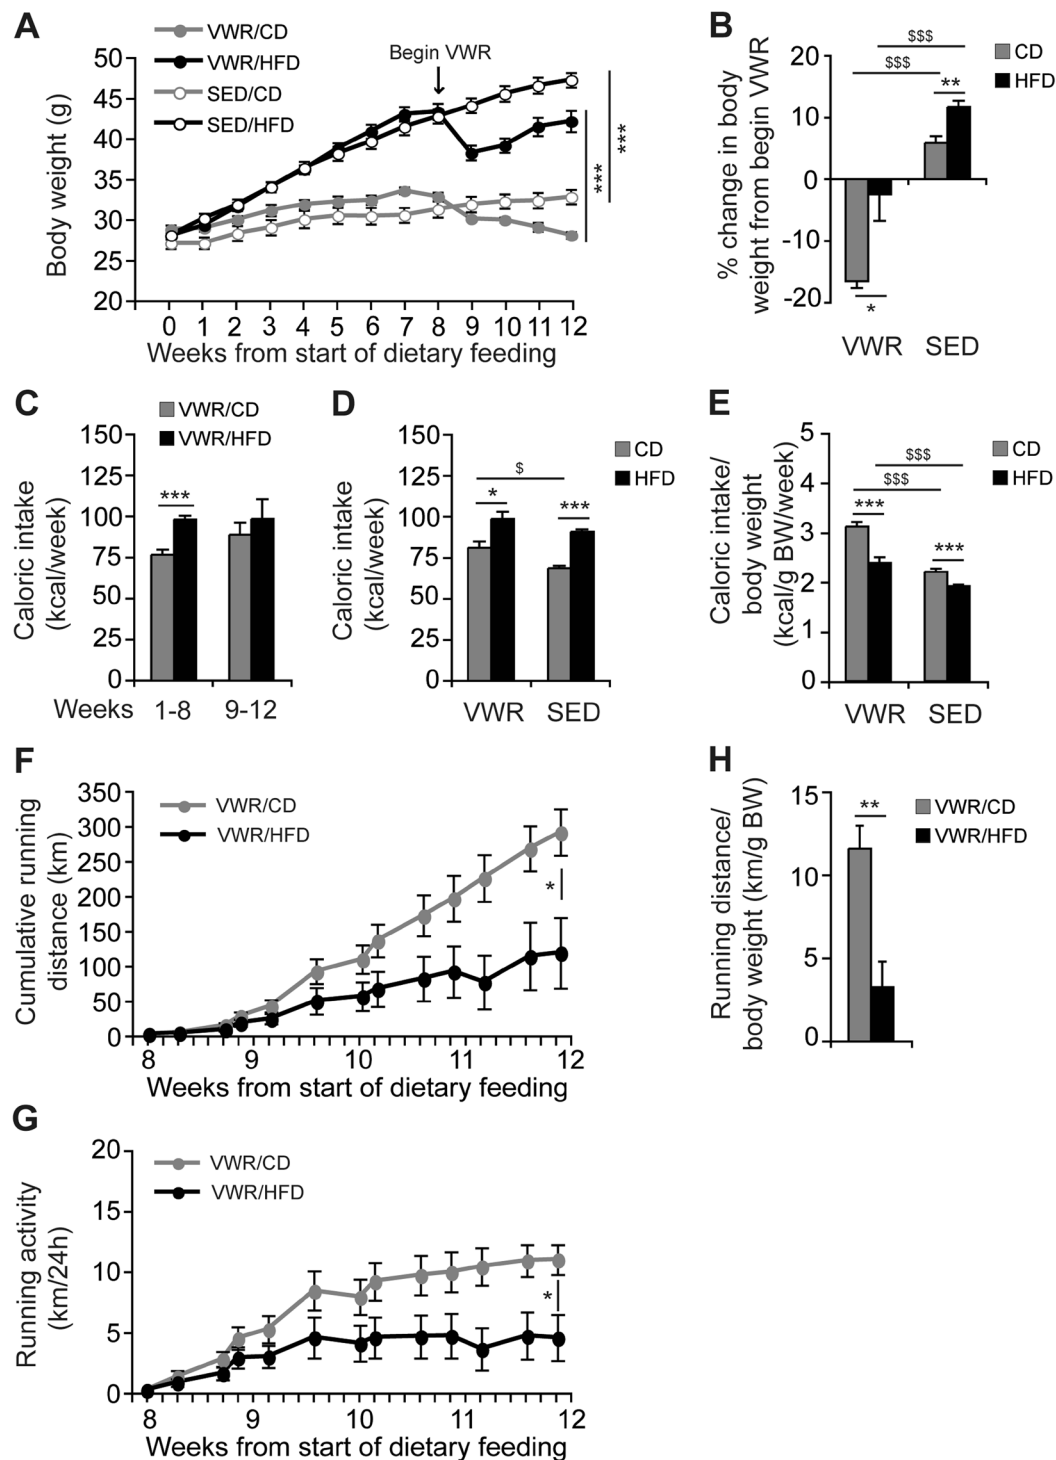 A
VWR/CD
VWR/HFD
SED/CD
SED/HFD
Begin VWR
Body weight (g)
50
45
40
35
30
25
20
0 1 2 3 4 5 6 7 8 9 10 11 12
Weeks from start of dietary feeding
***
***
B
% change in body
weight from begin VWR
20
10
0
-10
-20
$$$
$$$
**
*
CD
HFD
VWR SED
C
VWR/CD
VWR/HFD
Caloric intake
(kcal/week)
150
125
100
75
50
25
0
***
Weeks 1-8 9-12
D
Caloric intake
(kcal/week)
150
125
100
75
50
25
0
$
*
***
CD
HFD
VWR SED
E
Caloric intake/
body weight
(kcal/g BW/week)
5
4
3
2
1
0
$$$
$$$
***
***
CD
HFD
VWR SED
F
VWR/CD
VWR/HFD
Cumulative running
distance (km)
350
300
250
200
150
100
50
0
*
8 9 10 11 12
Weeks from start of dietary feeding
H
Running distance/
body weight (km/g BW)
15
10
5
0
**
VWR/CD
VWR/HFD
G
VWR/CD
VWR/HFD
Running activity
(km/24h)
20
15
10
5
0
*
8 9 10 11 12
Weeks from start of dietary feeding